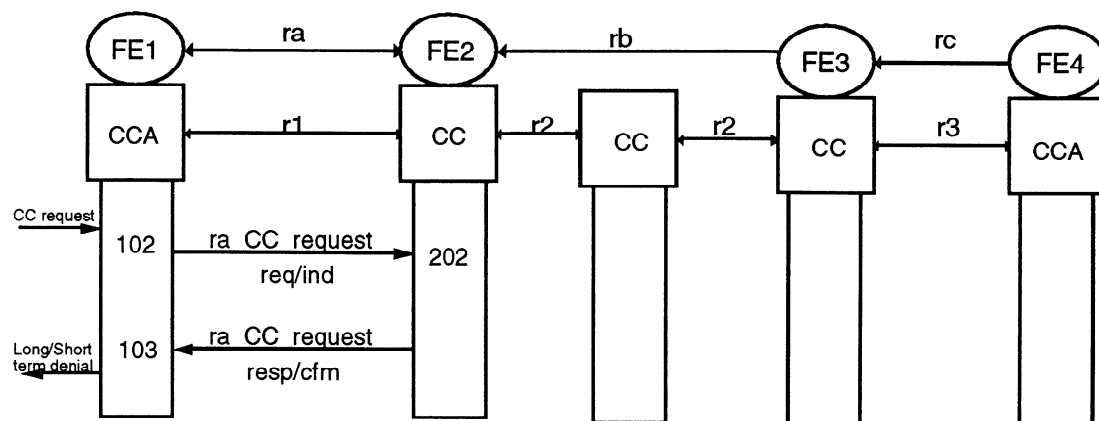 FE1
ra
FE2
rb
FE3
rc
FE4
CCA
r1
CC
r2
CC
r2
CC
r3
CCA
CC request
102
ra CC request
req/ind
202
Long/Short
term denial
103
ra CC request
resp/cfm